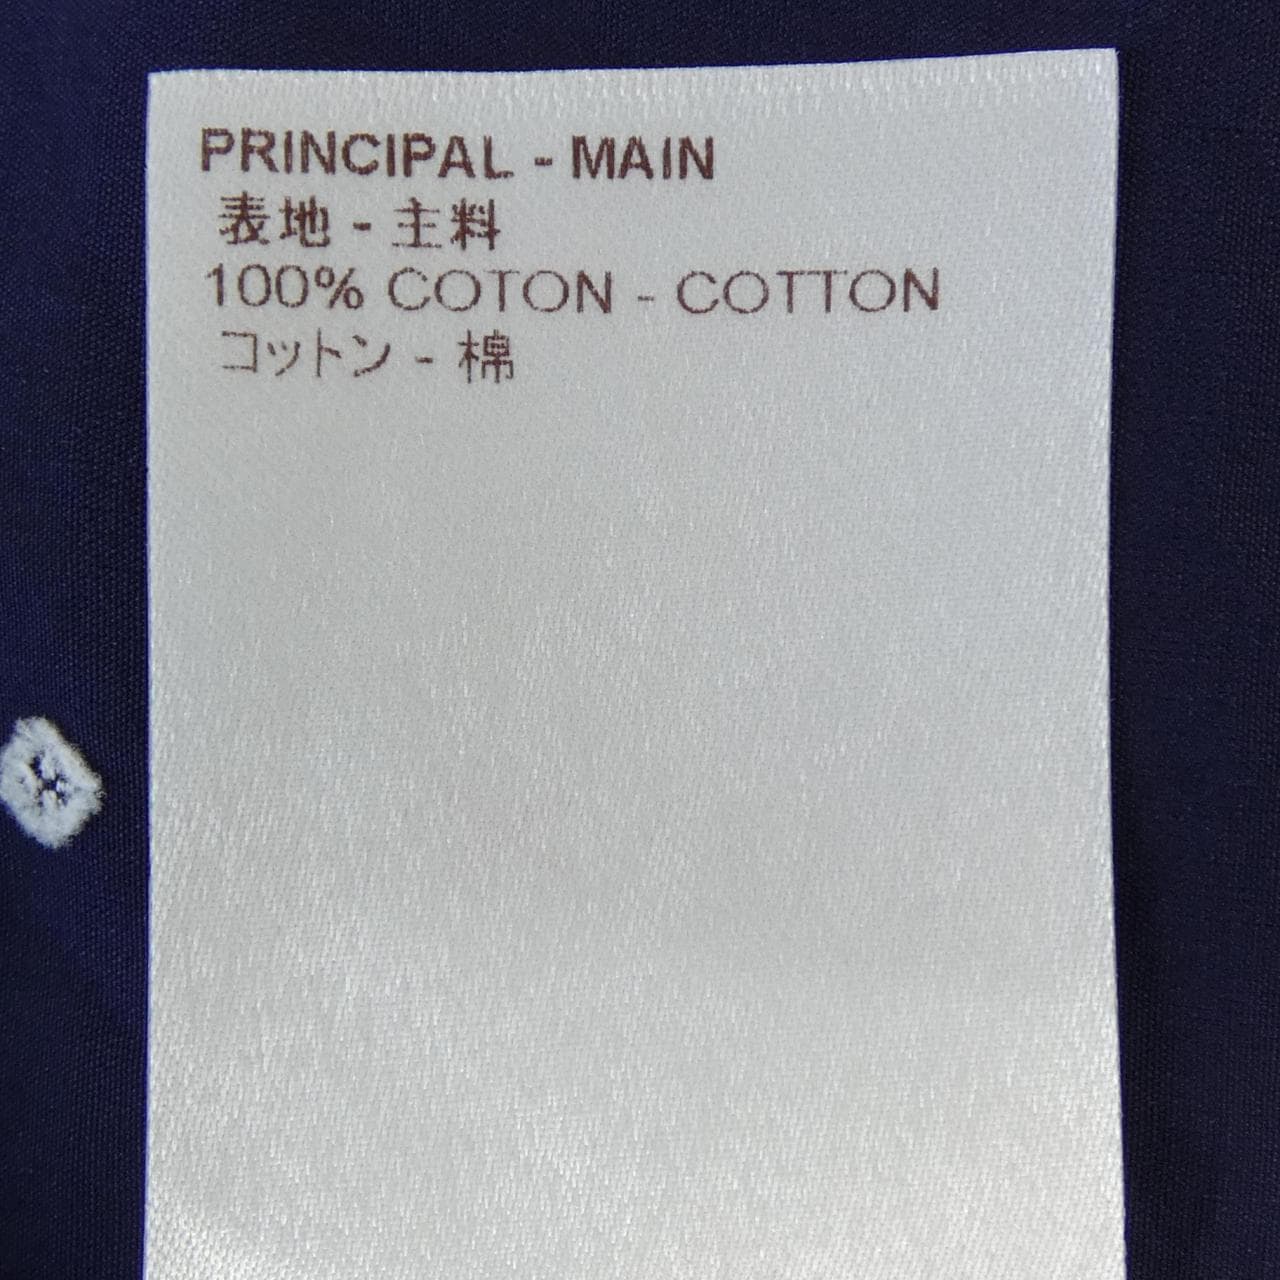 PRINCIPAL - MAIN
表地 - 主料
100% COTON - COTTON
コットン - 棉